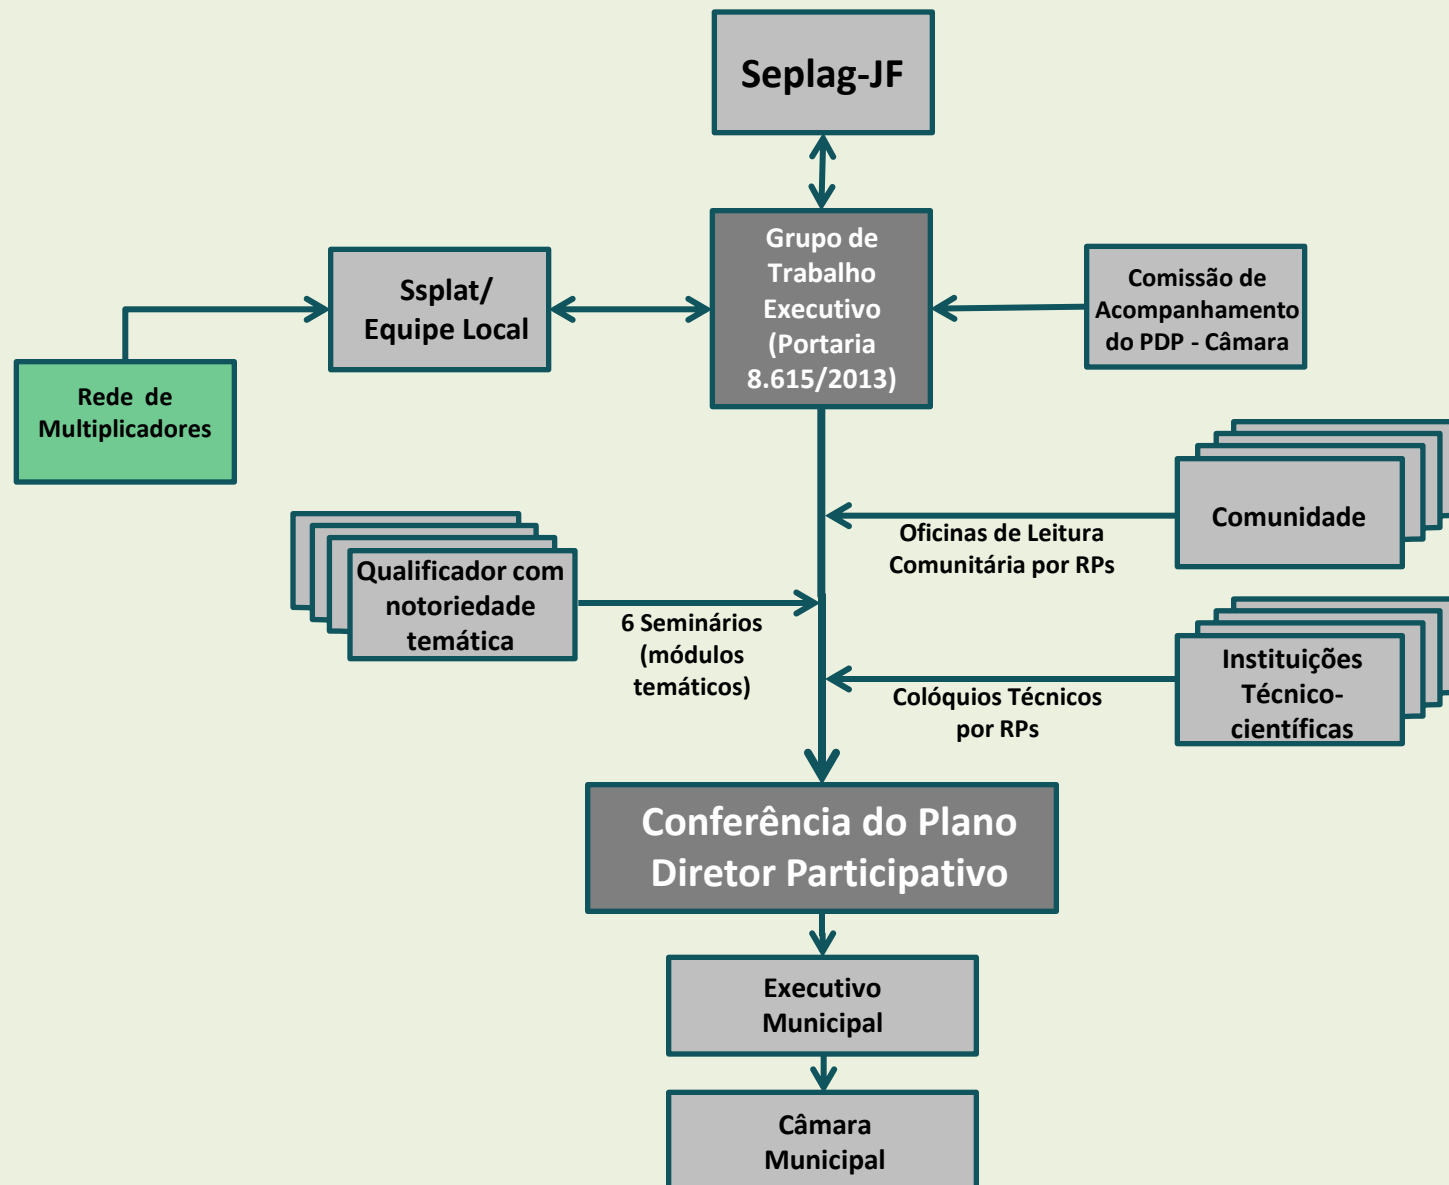 Seplag-JF
Grupo de
Trabalho
Executivo
(Portaria
8.615/2013)
Ssplat/
Equipe Local
Comissão de
Acompanhamento
do PDP - Câmara
Rede de
Multiplicadores
Comunidade
Oficinas de Leitura
Comunitária por RPs
Qualificador com
notoriedade
temática
6 Seminários
(módulos
temáticos)
Instituições
Técnico-
científicas
Colóquios Técnicos
por RPs
Conferência do Plano
Diretor Participativo
Executivo
Municipal
Câmara
Municipal